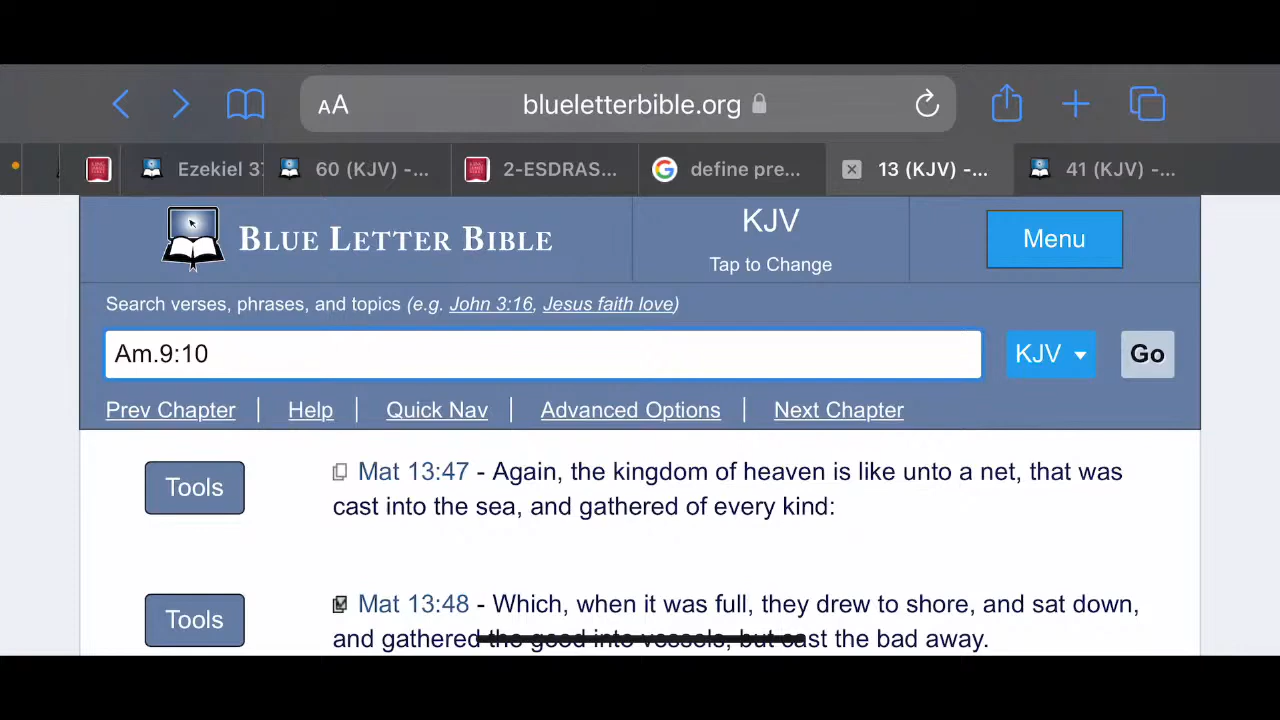 AA blueletterbible.org
Ezekiel 3 60 (KJV) -... 2-ESDRAS... define pre... 13 (KJV) -... 41 (KJV) -...
BLUE LETTER BIBLE KJV Menu
Tap to Change
Search verses, phrases, and topics (e.g. John 3:16, Jesus faith love)
Am.9:10 KJV Go
Prev Chapter | Help | Quick Nav | Advanced Options | Next Chapter
Tools Mat 13:47 - Again, the kingdom of heaven is like unto a net, that was
cast into the sea, and gathered of every kind:
Tools Mat 13:48 - Which, when it was full, they drew to shore, and sat down,
and gathered the good into vessels, but cast the bad away.